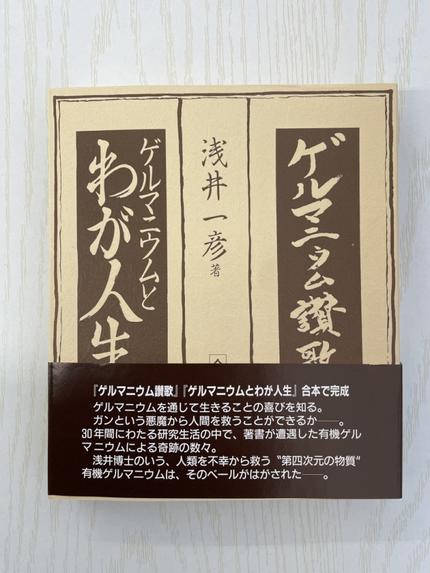 ゲルマニウム讃歌
浅井一彦 著
ゲルマニウムと
わが人生
『ゲルマニウム讃歌』『ゲルマニウムとわが人生』合本で完成
ゲルマニウムを通じて生きることの喜びを知る。
ガンという悪魔から人間を救うことができるか――。
30年間にわたる研究生活の中で、著書が遭遇した有機ゲル
マニウムによる奇跡の数々。
浅井博士のいう、人類を不幸から救う〝第四次元の物質〟
有機ゲルマニウムは、そのベールがはがされた――。